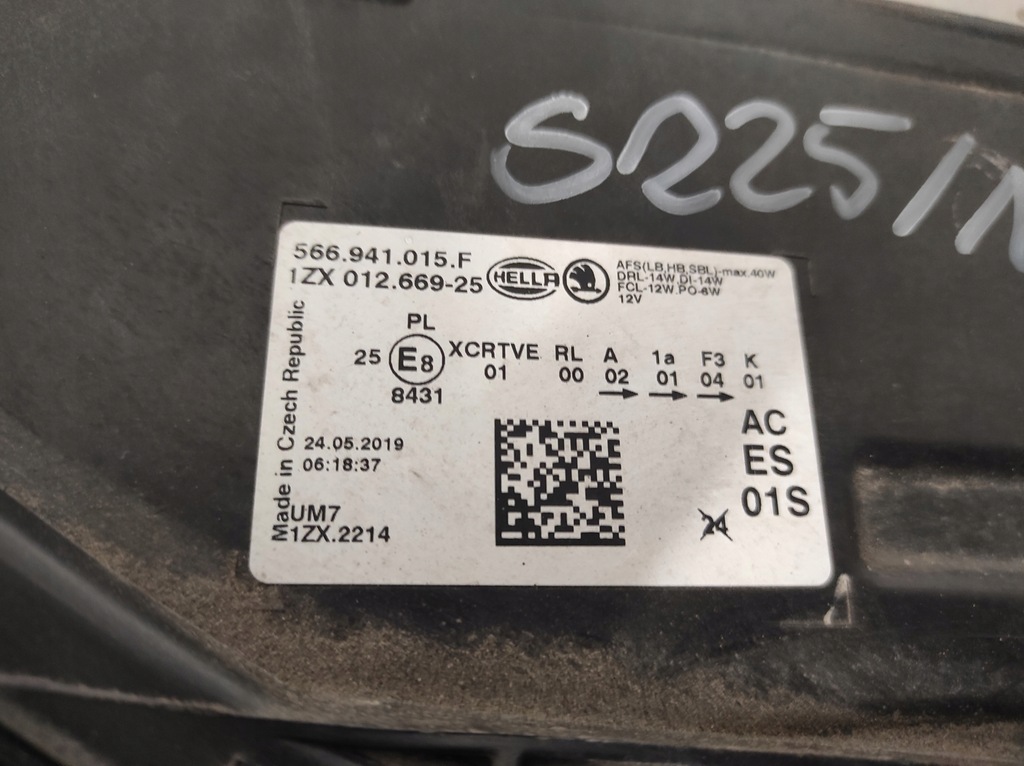 S225/
566.941.015.F
1ZX 012.669-25
HELLA
AFS(LB,HB,SBL)-max.40W
DRL-14W,DI-14W
FCL-12W,PO-6W
12V
PL
25 E8 XCRTVE RL A 1a F3 K
01 00 02 01 04 01
8431
Made in Czech Republic
24.05.2019
06:18:37
AC
ES
01S
UM7
1ZX.2214
24